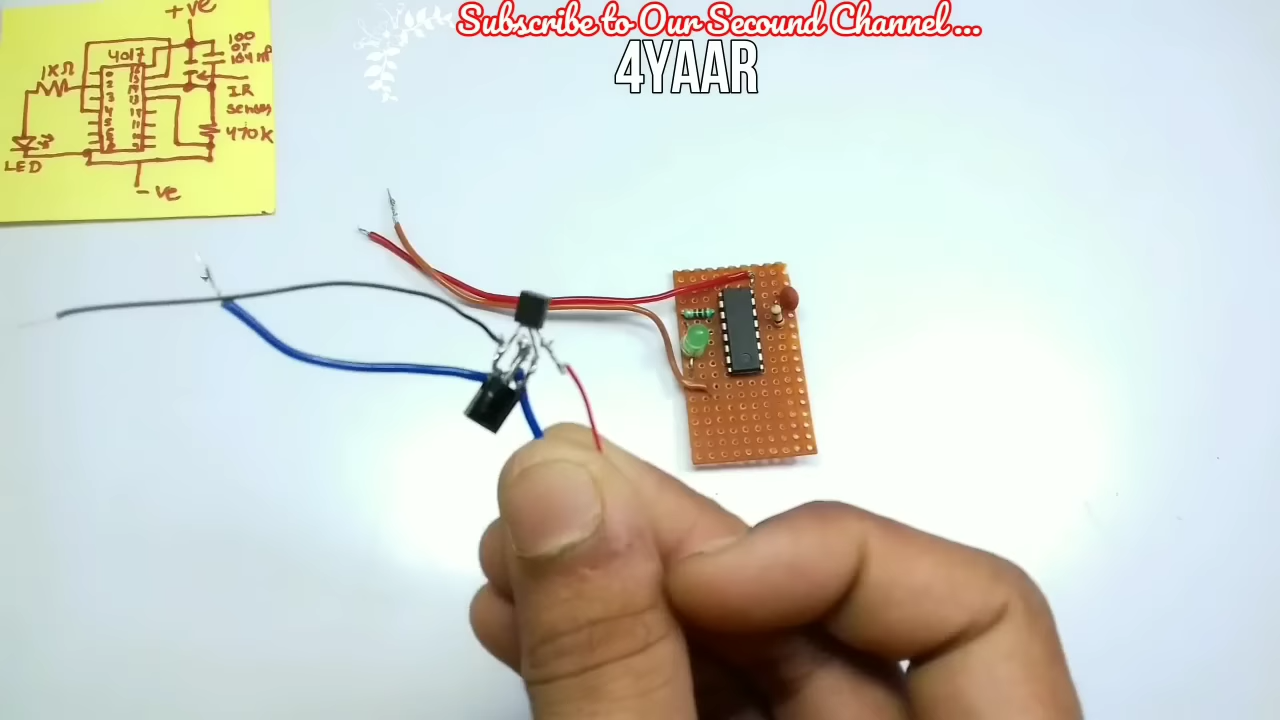 Subscribe to Our Secound Channel ...
4YAAR
+ve
4017
100
or
104 nf
1KΩ
IR
sensor
470k
LED
-ve